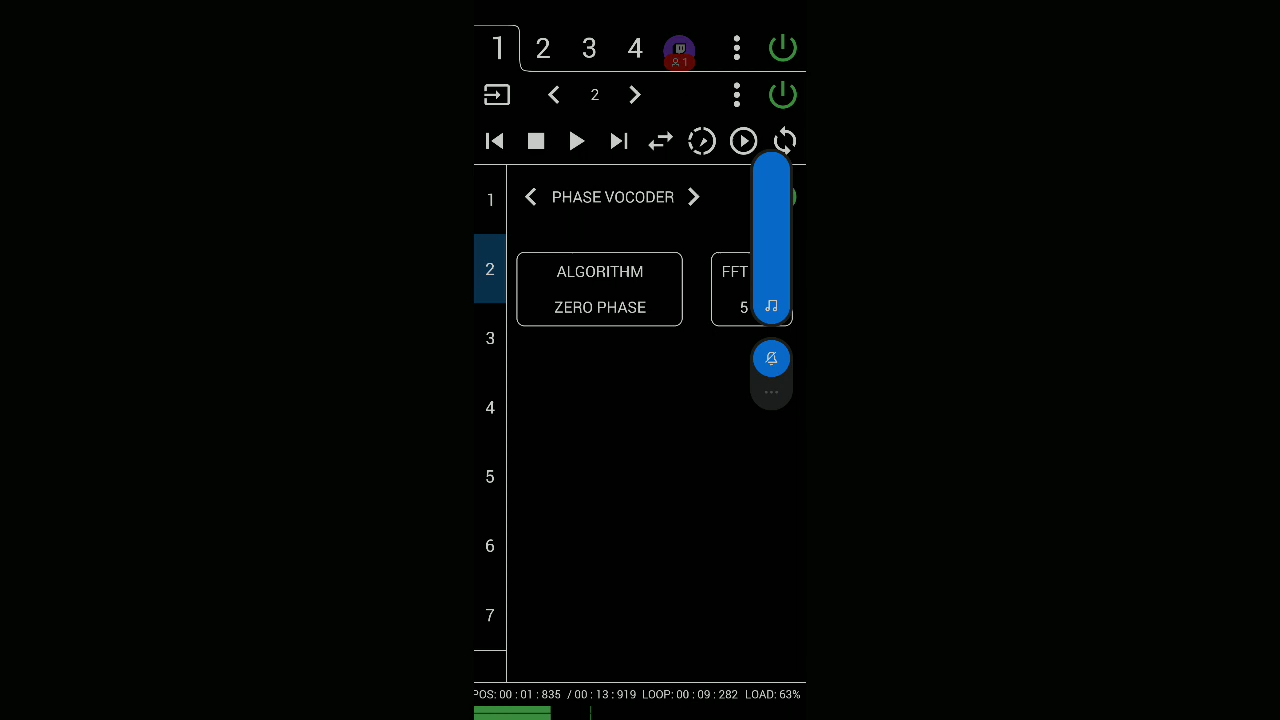 1 2 3 4
1
2
1
PHASE VOCODER
2
ALGORITHM
FFT
ZERO PHASE
5
3
4
5
6
7
POS: 00 : 01 : 835 / 00 : 13 : 919 LOOP: 00 : 09 : 282 LOAD: 63%